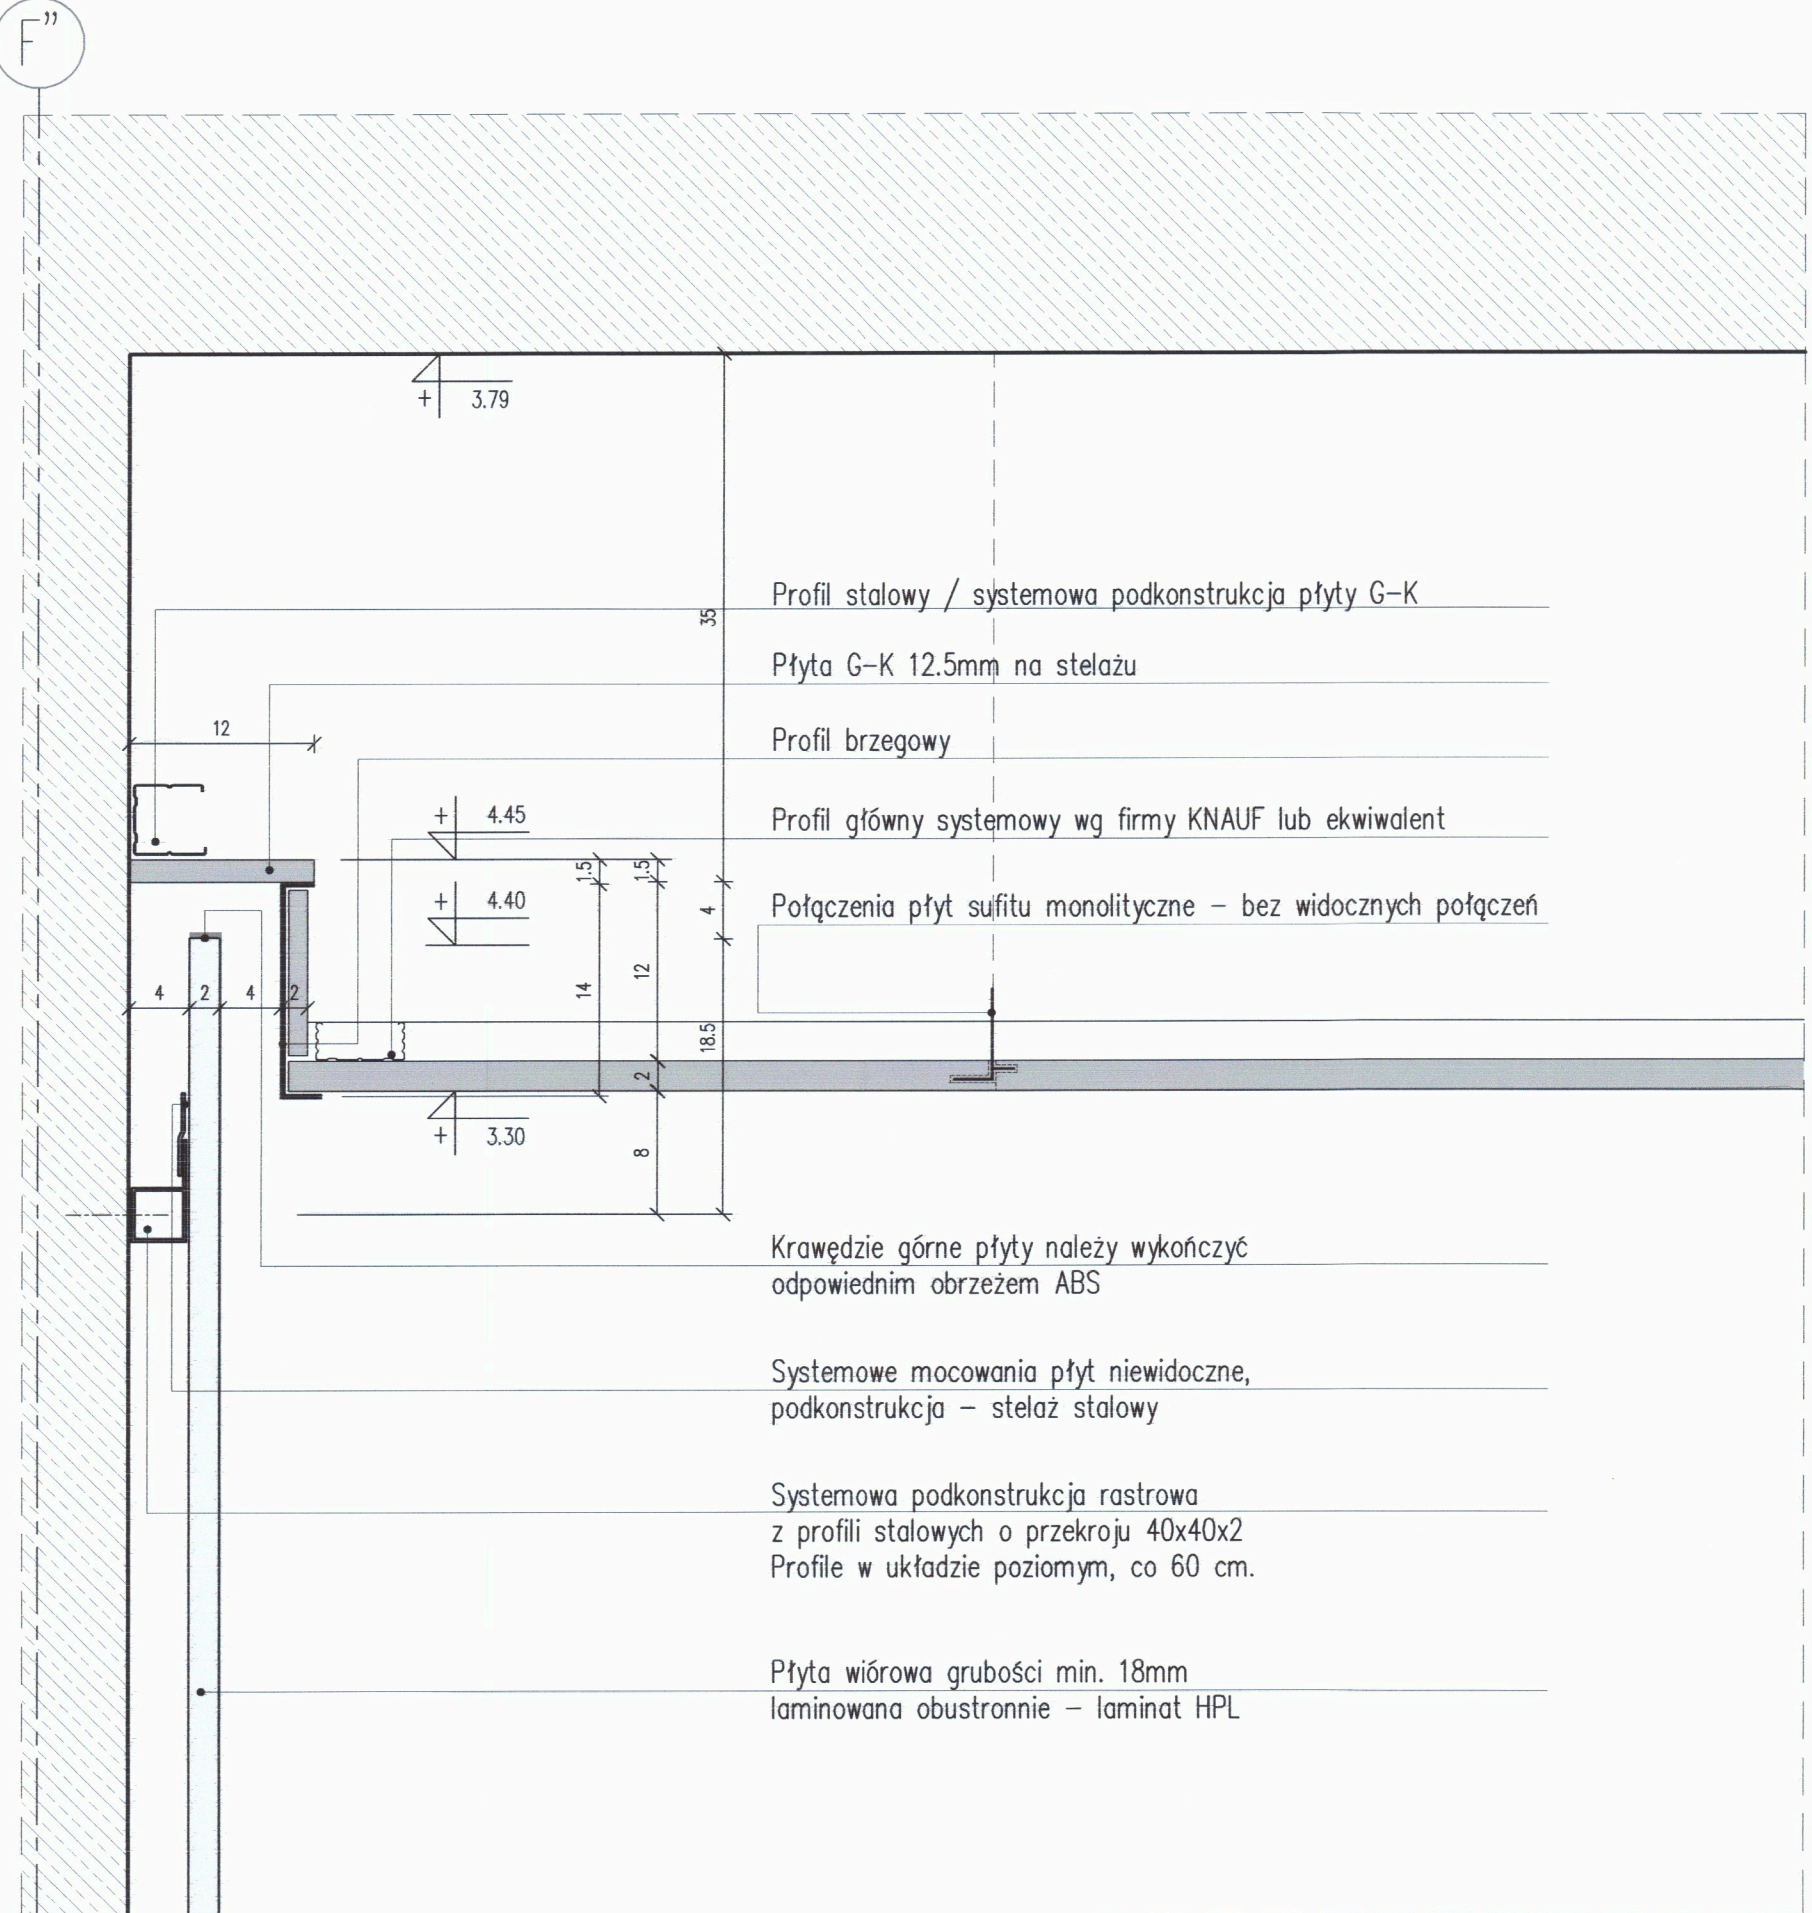 F”
+ 3.79
Profil stalowy / systemowa podkonstrukcja płyty G-K
35
Płyta G-K 12.5mm na stelażu
12
Profil brzegowy
+ 4.45
Profil główny systemowy wg firmy KNAUF lub ekwiwalent
1.5
1.5
+ 4.40
4
Połączenia płyt sufitu monolityczne - bez widocznych połączeń
4 2 4 2
14
12
18.5
2
+ 3.30
8
Krawędzie górne płyty należy wykończyć
odpowiednim obrzeżem ABS
Systemowe mocowania płyt niewidoczne,
podkonstrukcja - stelaż stalowy
Systemowa podkonstrukcja rastrowa
z profili stalowych o przekroju 40x40x2
Profile w układzie poziomym, co 60 cm.
Płyta wiórowa grubości min. 18mm
laminowana obustronnie - laminat HPL